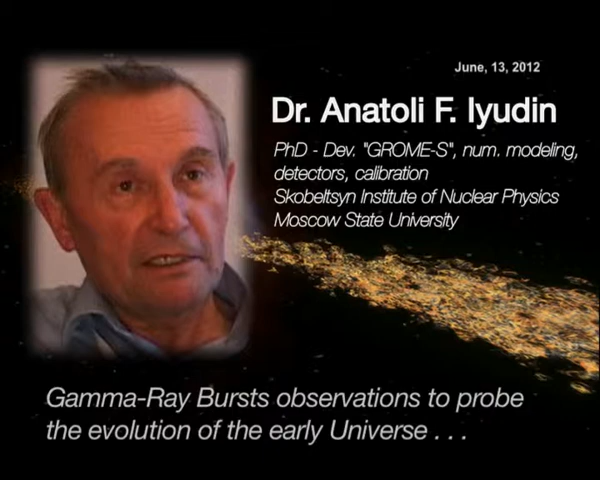 June, 13, 2012
Dr. Anatoli F. Iyudin
PhD - Dev. "GROME-S", num. modeling,
detectors, calibration
Skobeltsyn Institute of Nuclear Physics
Moscow State University
Gamma-Ray Bursts observations to probe
the evolution of the early Universe . . .